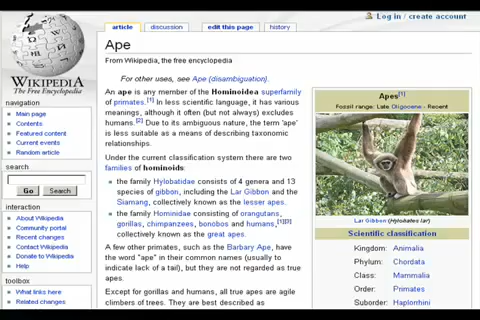 Log in / create account
article
discussion
edit this page
history
WIKIPEDIA
The Free Encyclopedia
navigation
Main page
Contents
Featured content
Current events
Random article
search
Go
Search
interaction
About Wikipedia
Community portal
Recent changes
Contact Wikipedia
Donate to Wikipedia
Help
toolbox
What links here
Related changes
Ape
From Wikipedia, the free encyclopedia
For other uses, see Ape (disambiguation).
An ape is any member of the Hominoidea superfamily
of primates.[1] In less scientific language, it has various
meanings, although it often (but not always) excludes
humans.[2] Due to its ambiguous nature, the term 'ape'
is less suitable as a means of describing taxonomic
relationships.
Under the current classification system there are two
families of hominoids:
the family Hylobatidae consists of 4 genera and 13
species of gibbon, including the Lar Gibbon and the
Siamang, collectively known as the lesser apes.
the family Hominidae consisting of orangutans,
gorillas, chimpanzees, bonobos and humans,[1][3]
collectively known as the great apes.
A few other primates, such as the Barbary Ape, have
the word "ape" in their common names (usually to
indicate lack of a tail), but they are not regarded as true
apes.
Except for gorillas and humans, all true apes are agile
climbers of trees. They are best described as
Apes[1]
Fossil range: Late Oligocene - Recent
Lar Gibbon (Hylobates lar)
Scientific classification
Kingdom: Animalia
Phylum: Chordata
Class: Mammalia
Order: Primates
Suborder: Haplorrhini